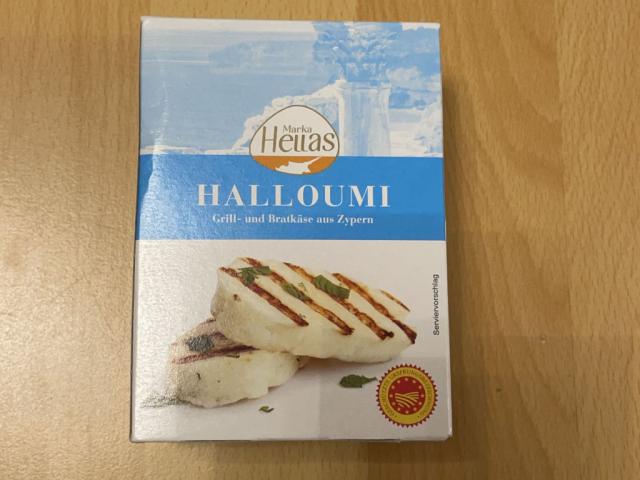 Marka
Hellas
HALLOUMI
Grill- und Bratkäse aus Zypern
Serviervorschlag